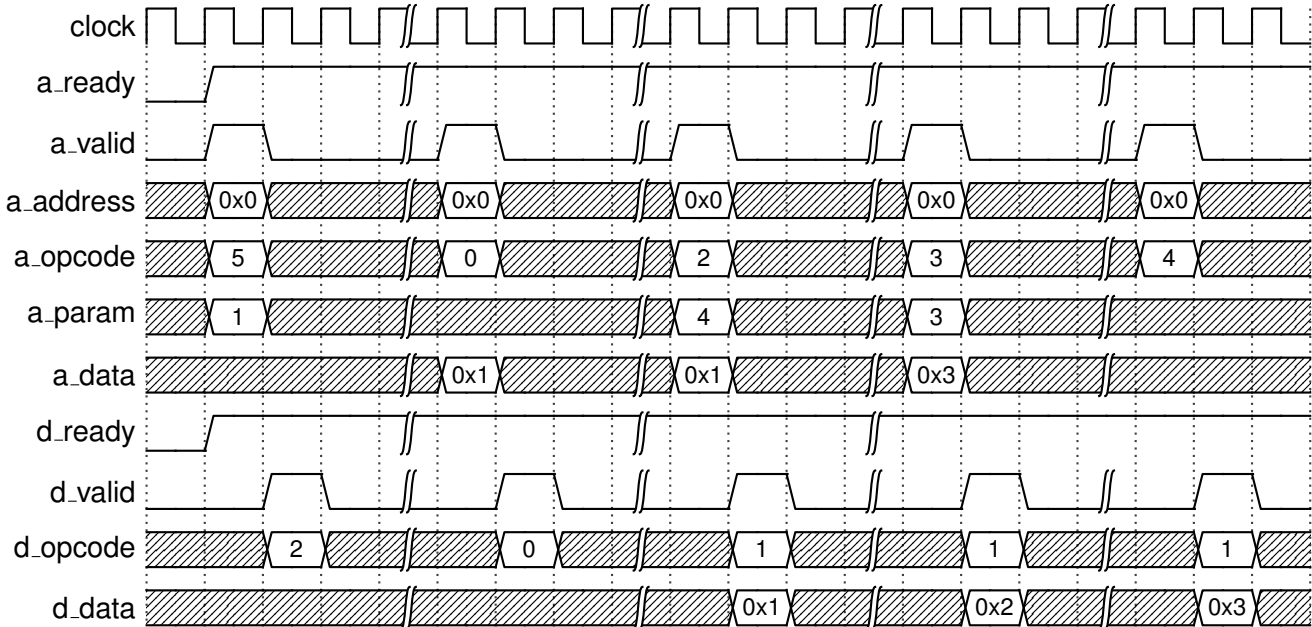 clock
a_ready
a_valid
a_address 0x0 0x0 0x0 0x0 0x0
a_opcode 5 0 2 3 4
a_param 1 4 3
a_data 0x1 0x1 0x3
d_ready
d_valid
d_opcode 2 0 1 1 1
d_data 0x1 0x2 0x3